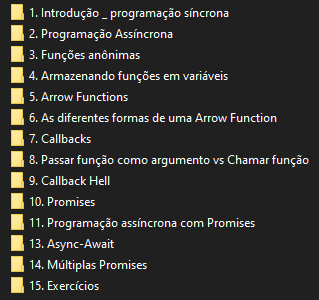 1. Introdução _ programação síncrona
2. Programação Assíncrona
3. Funções anônimas
4. Armazenando funções em variáveis
5. Arrow Functions
6. As diferentes formas de uma Arrow Function
7. Callbacks
8. Passar função como argumento vs Chamar função
9. Callback Hell
10. Promises
11. Programação assíncrona com Promises
13. Async-Await
14. Múltiplas Promises
15. Exercícios